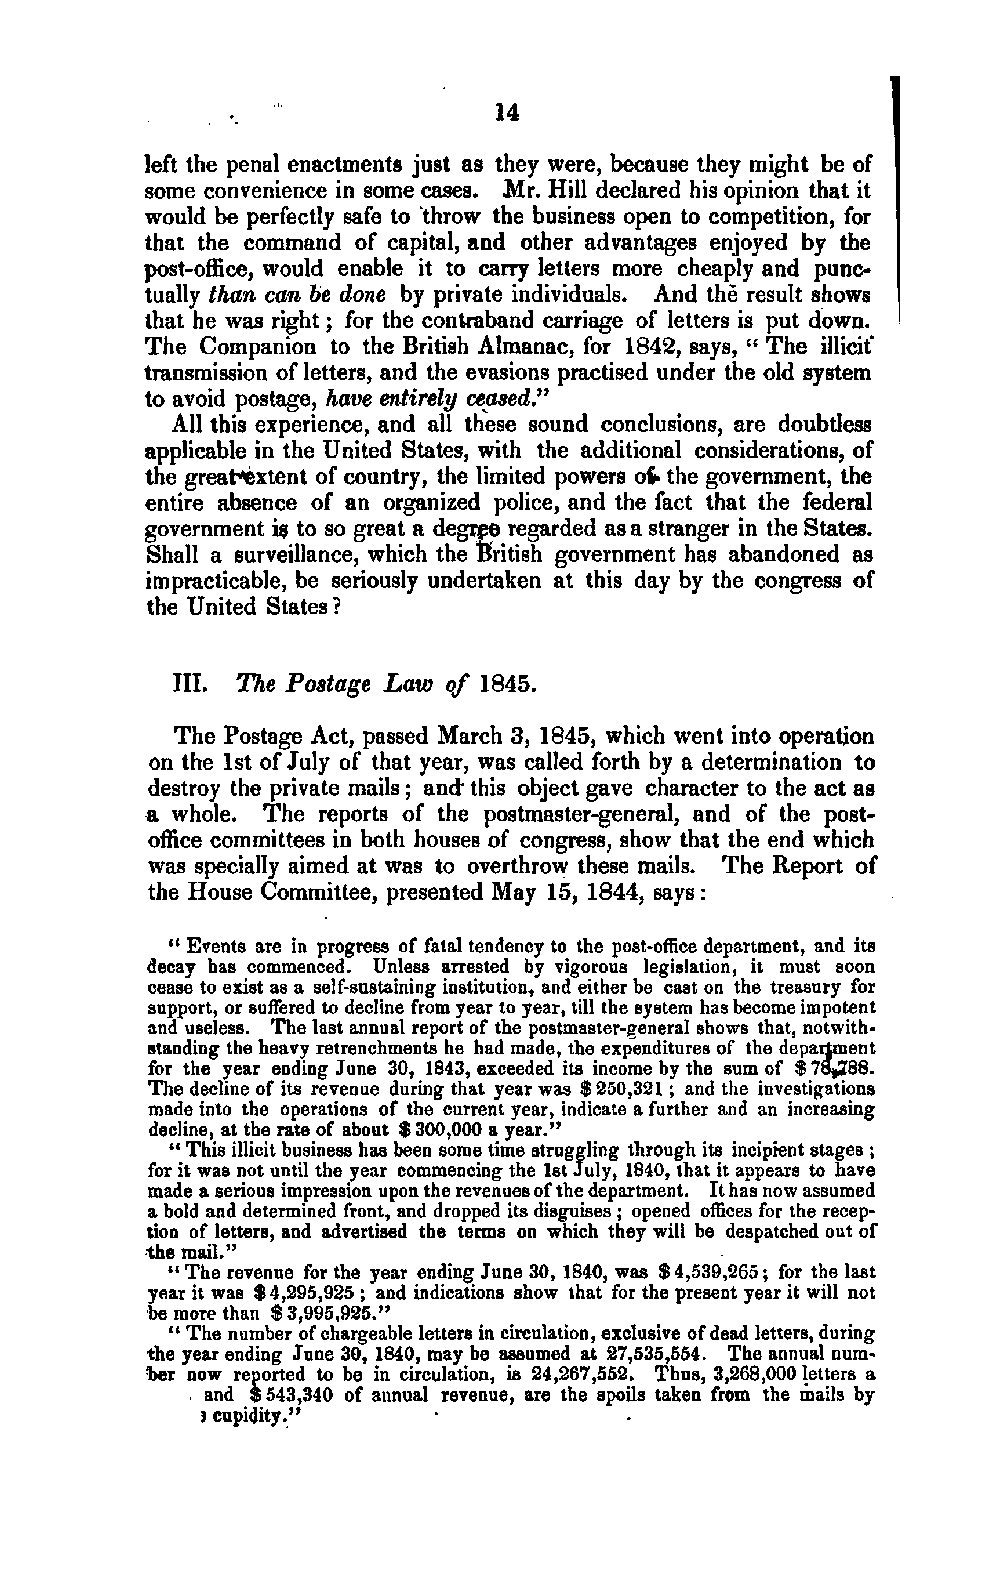 14
left the penal enactments just as they were, because they might be of
some convenience in some cases. Mr. Hill declared his opinion that it
would be perfectly safe to throw the business open to competition, for
that the command of capital, and other advantages enjoyed by the
post-office, would enable it to carry letters more cheaply and punc-
tually than can be done by private individuals. And the result shows
that he was right; for the contraband carriage of letters is put down.
The Companion to the British Almanac, for 1842, says, "The illicit
transmission of letters, and the evasions practised under the old system
to avoid postage, have entirely ceased."
All this experience, and all these sound conclusions, are doubtless
applicable in the United States, with the additional considerations, of
the great extent of country, the limited powers of the government, the
entire absence of an organized police, and the fact that the federal
government is to so great a degree regarded as a stranger in the States.
Shall a surveillance, which the British government has abandoned as
impracticable, be seriously undertaken at this day by the congress of
the United States?
III. The Postage Law of 1845.
The Postage Act, passed March 3, 1845, which went into operation
on the 1st of July of that year, was called forth by a determination to
destroy the private mails; and this object gave character to the act as
a whole. The reports of the postmaster-general, and of the post-
office committees in both houses of congress, show that the end which
was specially aimed at was to overthrow these mails. The Report of
the House Committee, presented May 15, 1844, says:
"Events are in progress of fatal tendency to the post-office department, and its
decay has commenced. Unless arrested by vigorous legislation, it must soon
cease to exist as a self-sustaining institution, and either be cast on the treasury for
support, or suffered to decline from year to year, till the system has become impotent
and useless. The last annual report of the postmaster-general shows that, notwith-
standing the heavy retrenchments he had made, the expenditures of the department
for the year ending June 30, 1843, exceeded its income by the sum of $78,788.
The decline of its revenue during that year was $250,321; and the investigations
made into the operations of the current year, indicate a further and an increasing
decline, at the rate of about $300,000 a year."
"This illicit business has been some time struggling through its incipient stages;
for it was not until the year commencing the 1st July, 1840, that it appears to have
made a serious impression upon the revenues of the department. It has now assumed
a bold and determined front, and dropped its disguises; opened offices for the recep-
tion of letters, and advertised the terms on which they will be despatched out of
the mail."
"The revenue for the year ending June 30, 1840, was $4,539,265; for the last
year it was $4,295,925; and indications show that for the present year it will not
be more than $3,995,925."
"The number of chargeable letters in circulation, exclusive of dead letters, during
the year ending June 30, 1840, may be assumed at 27,535,554. The annual num-
ber now reported to be in circulation, is 24,267,552. Thus, 3,268,000 letters a
and $543,340 of annual revenue, are the spoils taken from the mails by
cupidity."